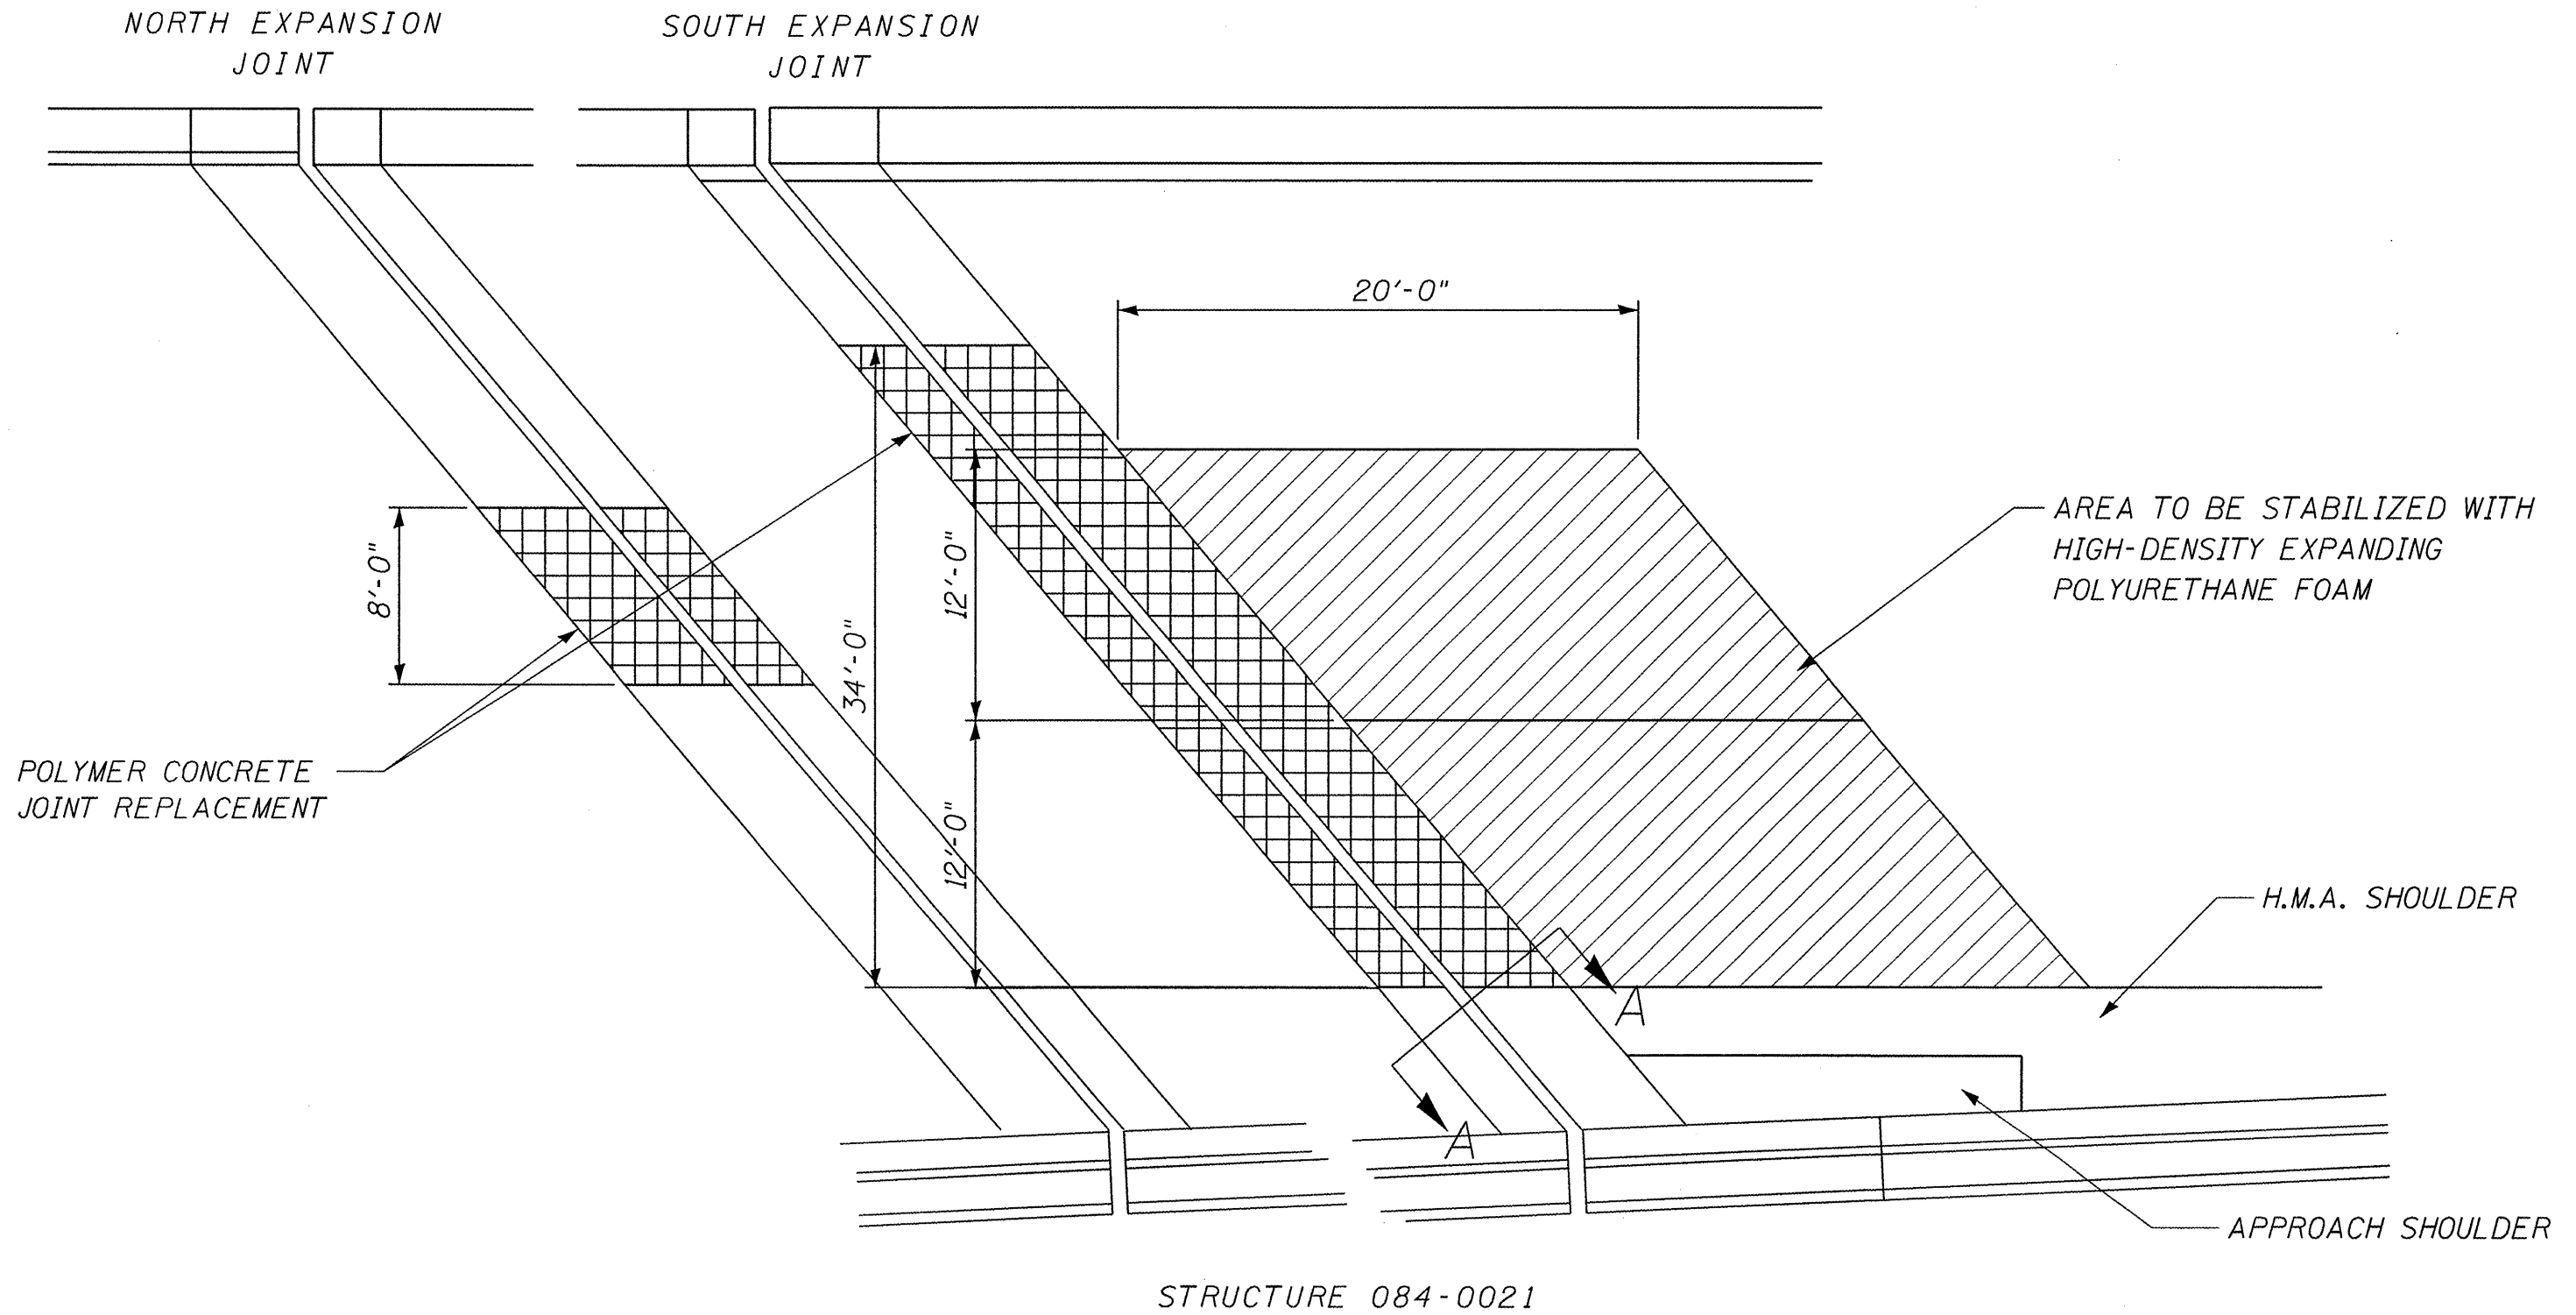 NORTH EXPANSION
JOINT
SOUTH EXPANSION
JOINT
20'-0"
8'-0"
34'-0"
12'-0"
12'-0"
AREA TO BE STABILIZED WITH
HIGH-DENSITY EXPANDING
POLYURETHANE FOAM
POLYMER CONCRETE
JOINT REPLACEMENT
H.M.A. SHOULDER
A
A
APPROACH SHOULDER
STRUCTURE 084-0021